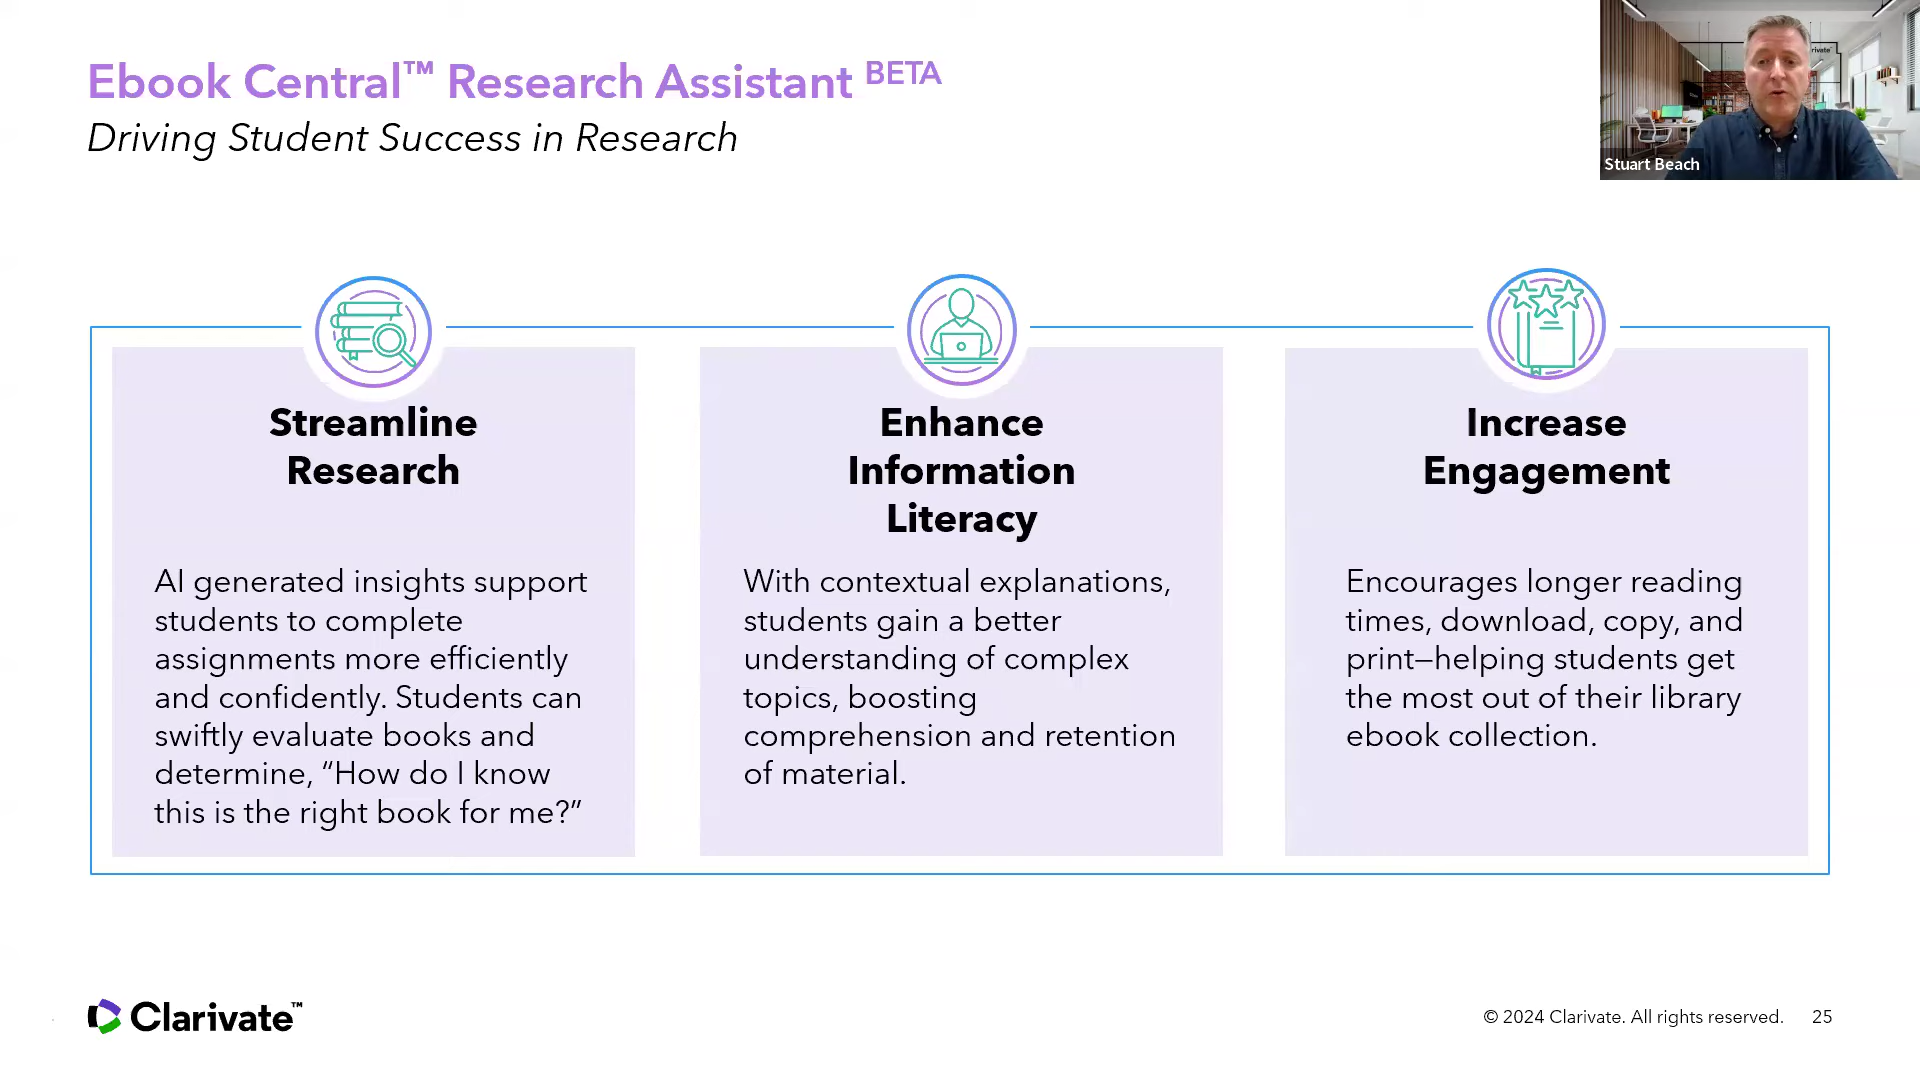 Ebook Central™ Research Assistant BETA
Driving Student Success in Research
Stuart Beach
Streamline
Research
AI generated insights support
students to complete
assignments more efficiently
and confidently. Students can
swiftly evaluate books and
determine, “How do I know
this is the right book for me?”
Enhance
Information
Literacy
With contextual explanations,
students gain a better
understanding of complex
topics, boosting
comprehension and retention
of material.
Increase
Engagement
Encourages longer reading
times, download, copy, and
print—helping students get
the most out of their library
ebook collection.
Clarivate™
© 2024 Clarivate. All rights reserved. 25